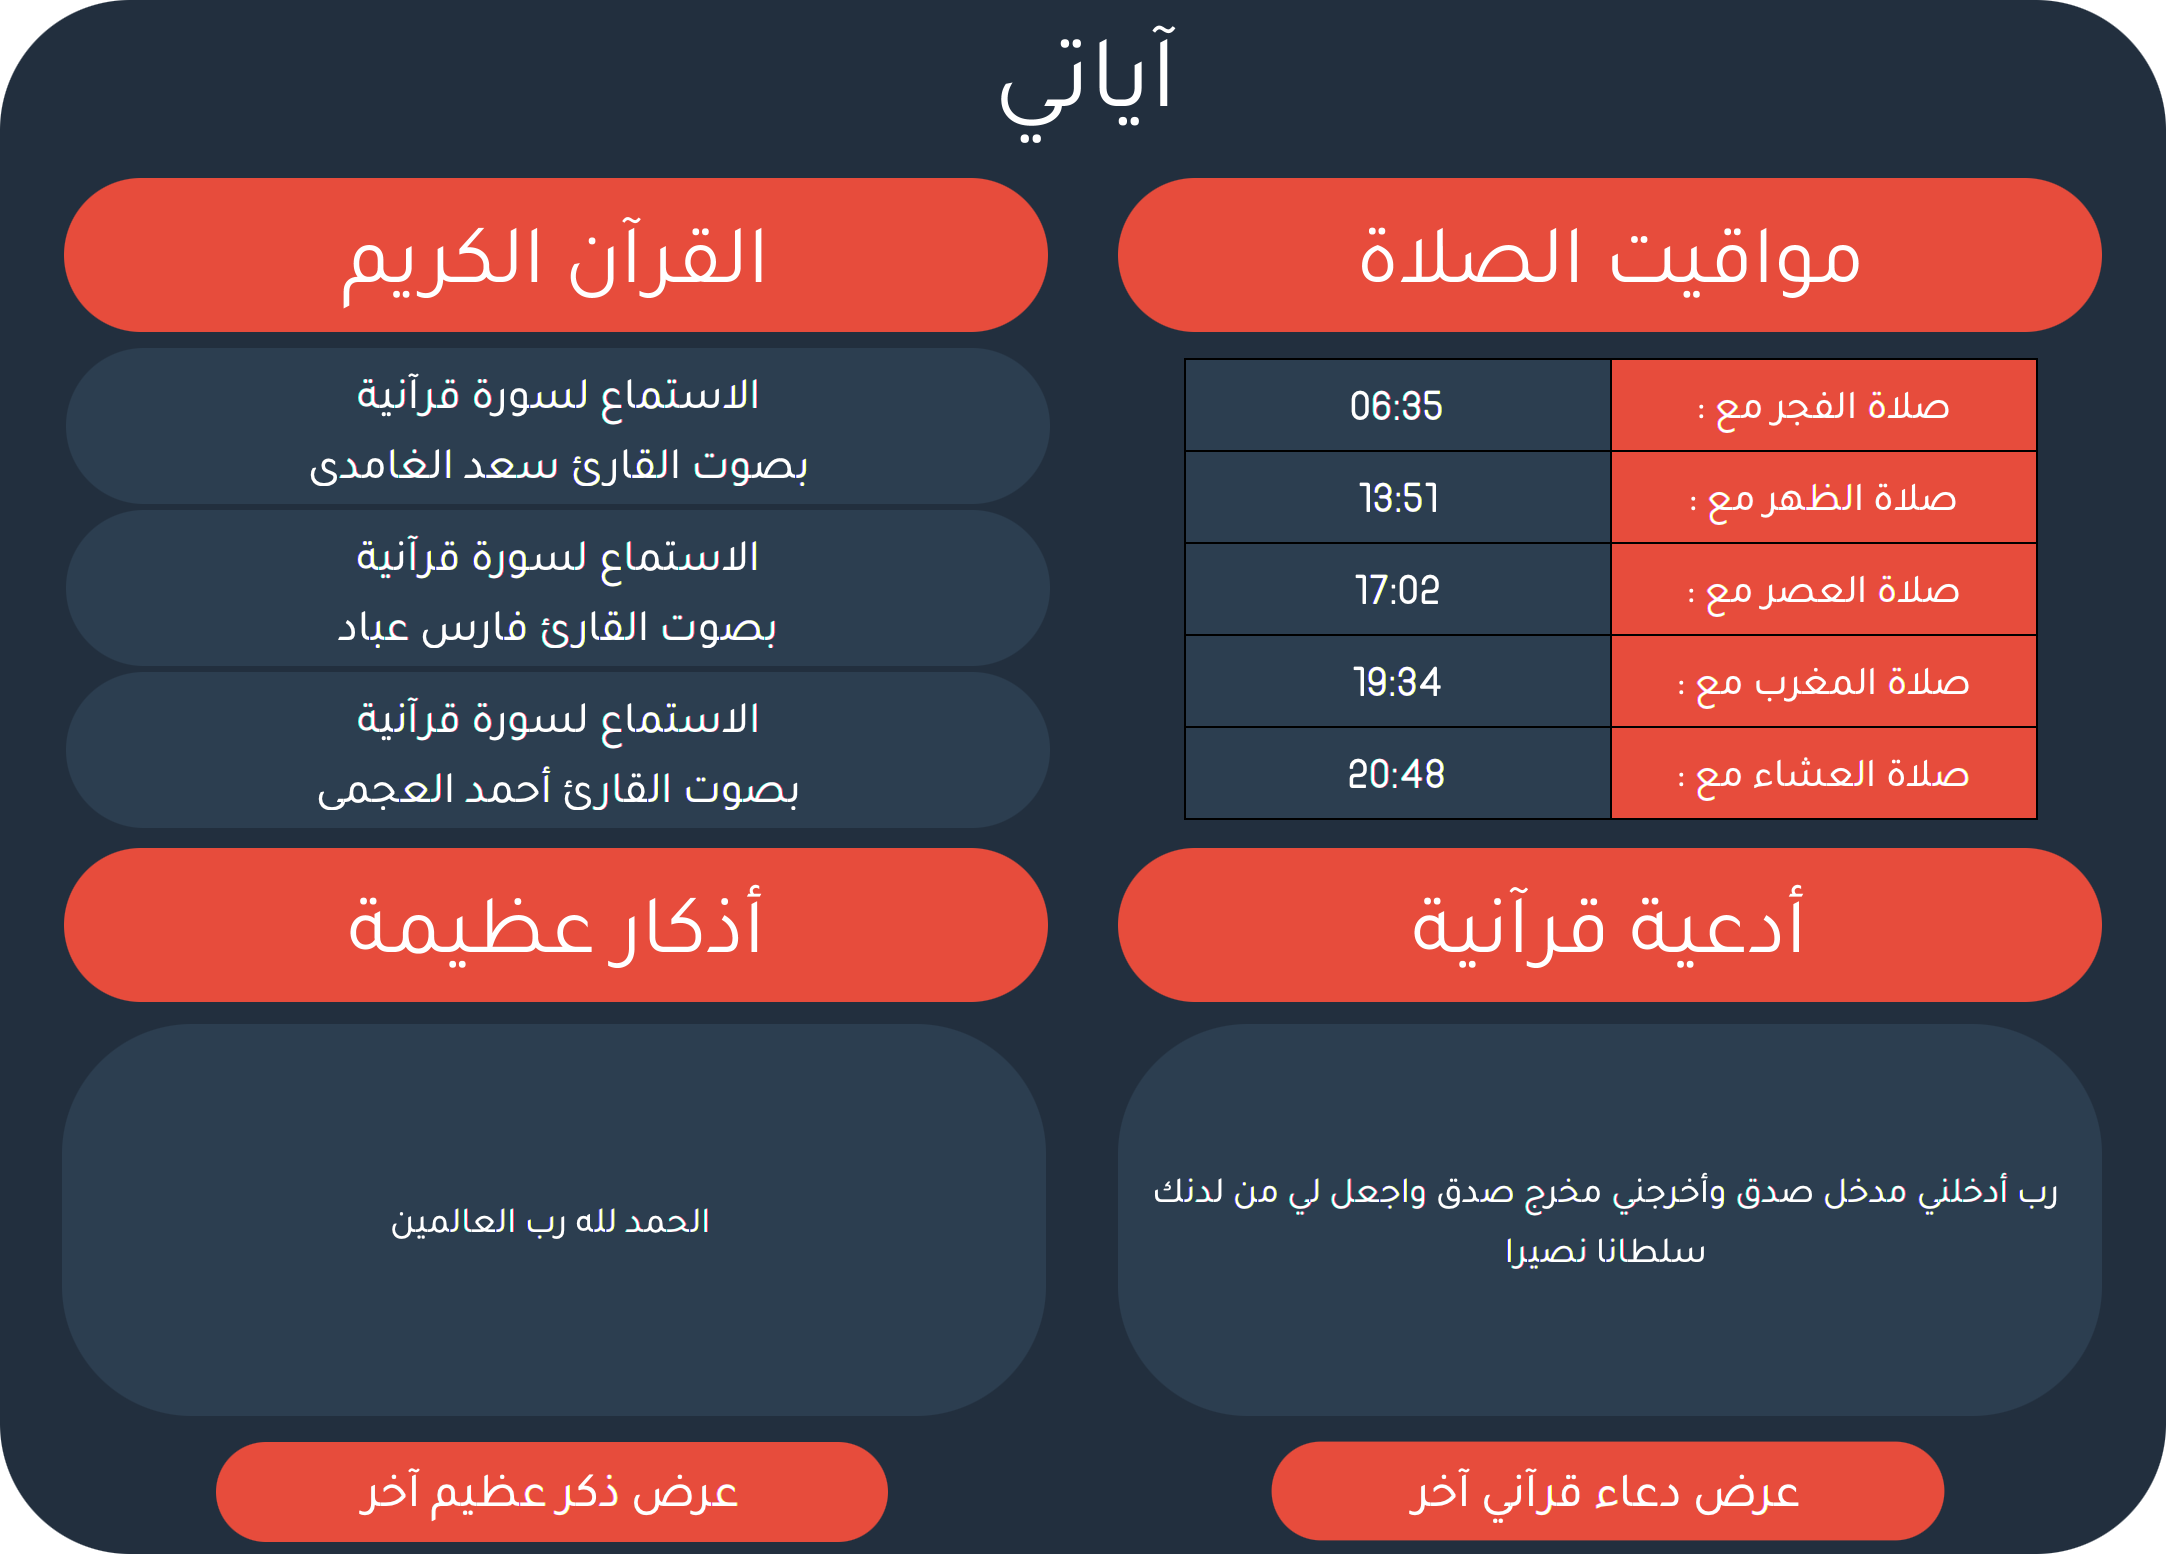 آياتي
مواقيت الصلاة
صلاة الفجر مع : 06:35
صلاة الظهر مع : 13:51
صلاة العصر مع : 17:02
صلاة المغرب مع : 19:34
صلاة العشاء مع : 20:48
القرآن الكريم
الاستماع لسورة قرآنية
بصوت القارئ سعد الغامدى
الاستماع لسورة قرآنية
بصوت القارئ فارس عباد
الاستماع لسورة قرآنية
بصوت القارئ أحمد العجمى
أدعية قرآنية
رب أدخلني مدخل صدق وأخرجني مخرج صدق واجعل لي من لدنك
سلطانا نصيرا
عرض دعاء قرآني آخر
أذكار عظيمة
الحمد لله رب العالمين
عرض ذكر عظيم آخر